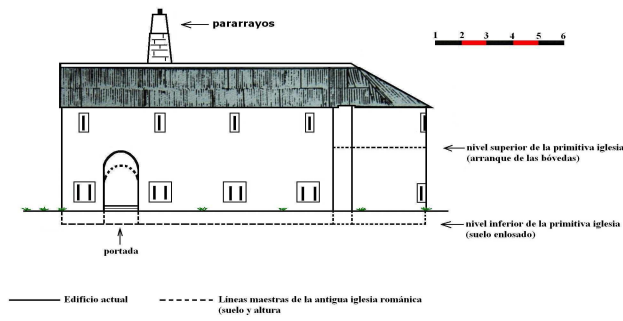 pararrayos
1 2 3 4 5 6
nivel superior de la primitiva iglesia
(arranque de las bóvedas)
nivel inferior de la primitiva iglesia
(suelo enlosado)
portada
Edificio actual
Lineas maestras de la antigua iglesia románica
(suelo y altura